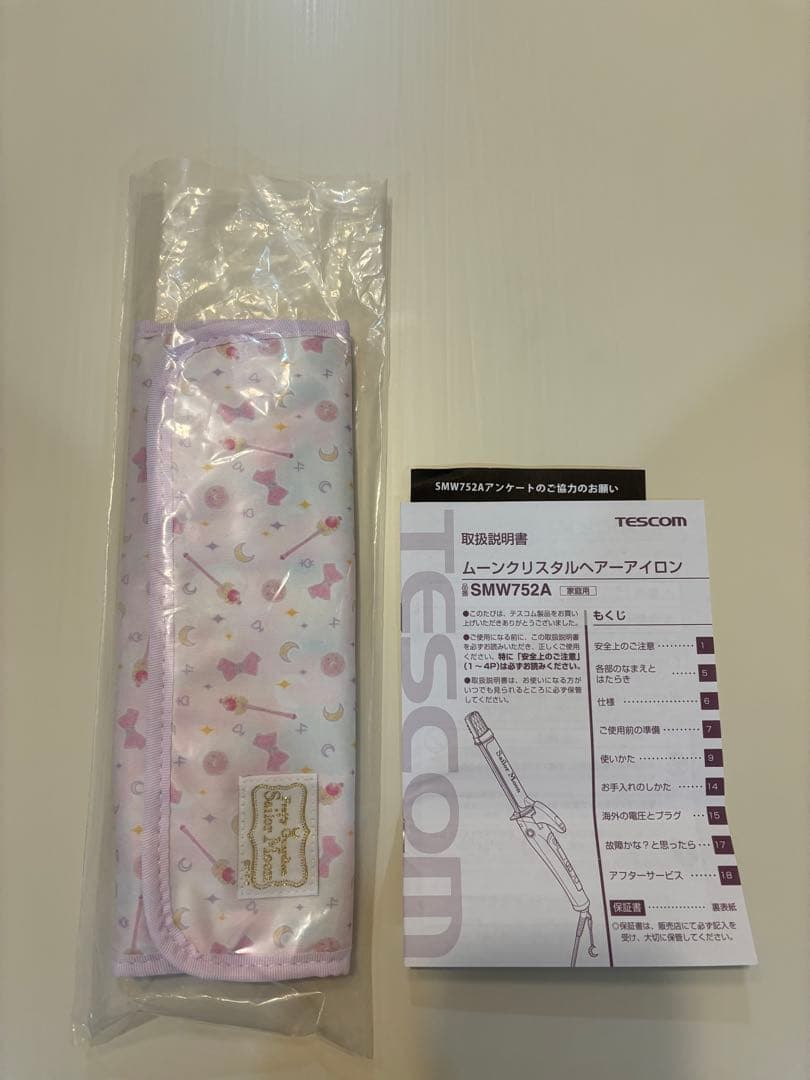 Pretty Guardian
Sailor Moon
SMW752Aアンケートのご協力のお願い
TESCOM
TESCOM
取扱説明書
ムーンクリスタルヘアーアイロン
品番 SMW752A 家庭用
●このたびは、テスコム製品をお買い
上げいただきありがとうございました。
●ご使用になる前に、この取扱説明書
を必ずお読みいただき、正しくご使用
ください。特に「安全上のご注意」
(1～4P)は必ずお読みください。
●取扱説明書は、お使いになる方が
いつでも見られるところに必ず保管
してください。
Sailor Moon
もくじ
安全上のご注意 ········· 1
各部のなまえと
はたらき ········· 5
仕様 ········· 6
ご使用前の準備 ········· 7
使いかた ········· 9
お手入れのしかた ····· 14
海外の電圧とプラグ ··· 15
故障かな？と思ったら ··· 17
アフターサービス ····· 18
保証書 ········· 裏表紙
○保証書は、販売店にて必ず記入を
受け、大切に保管してください。